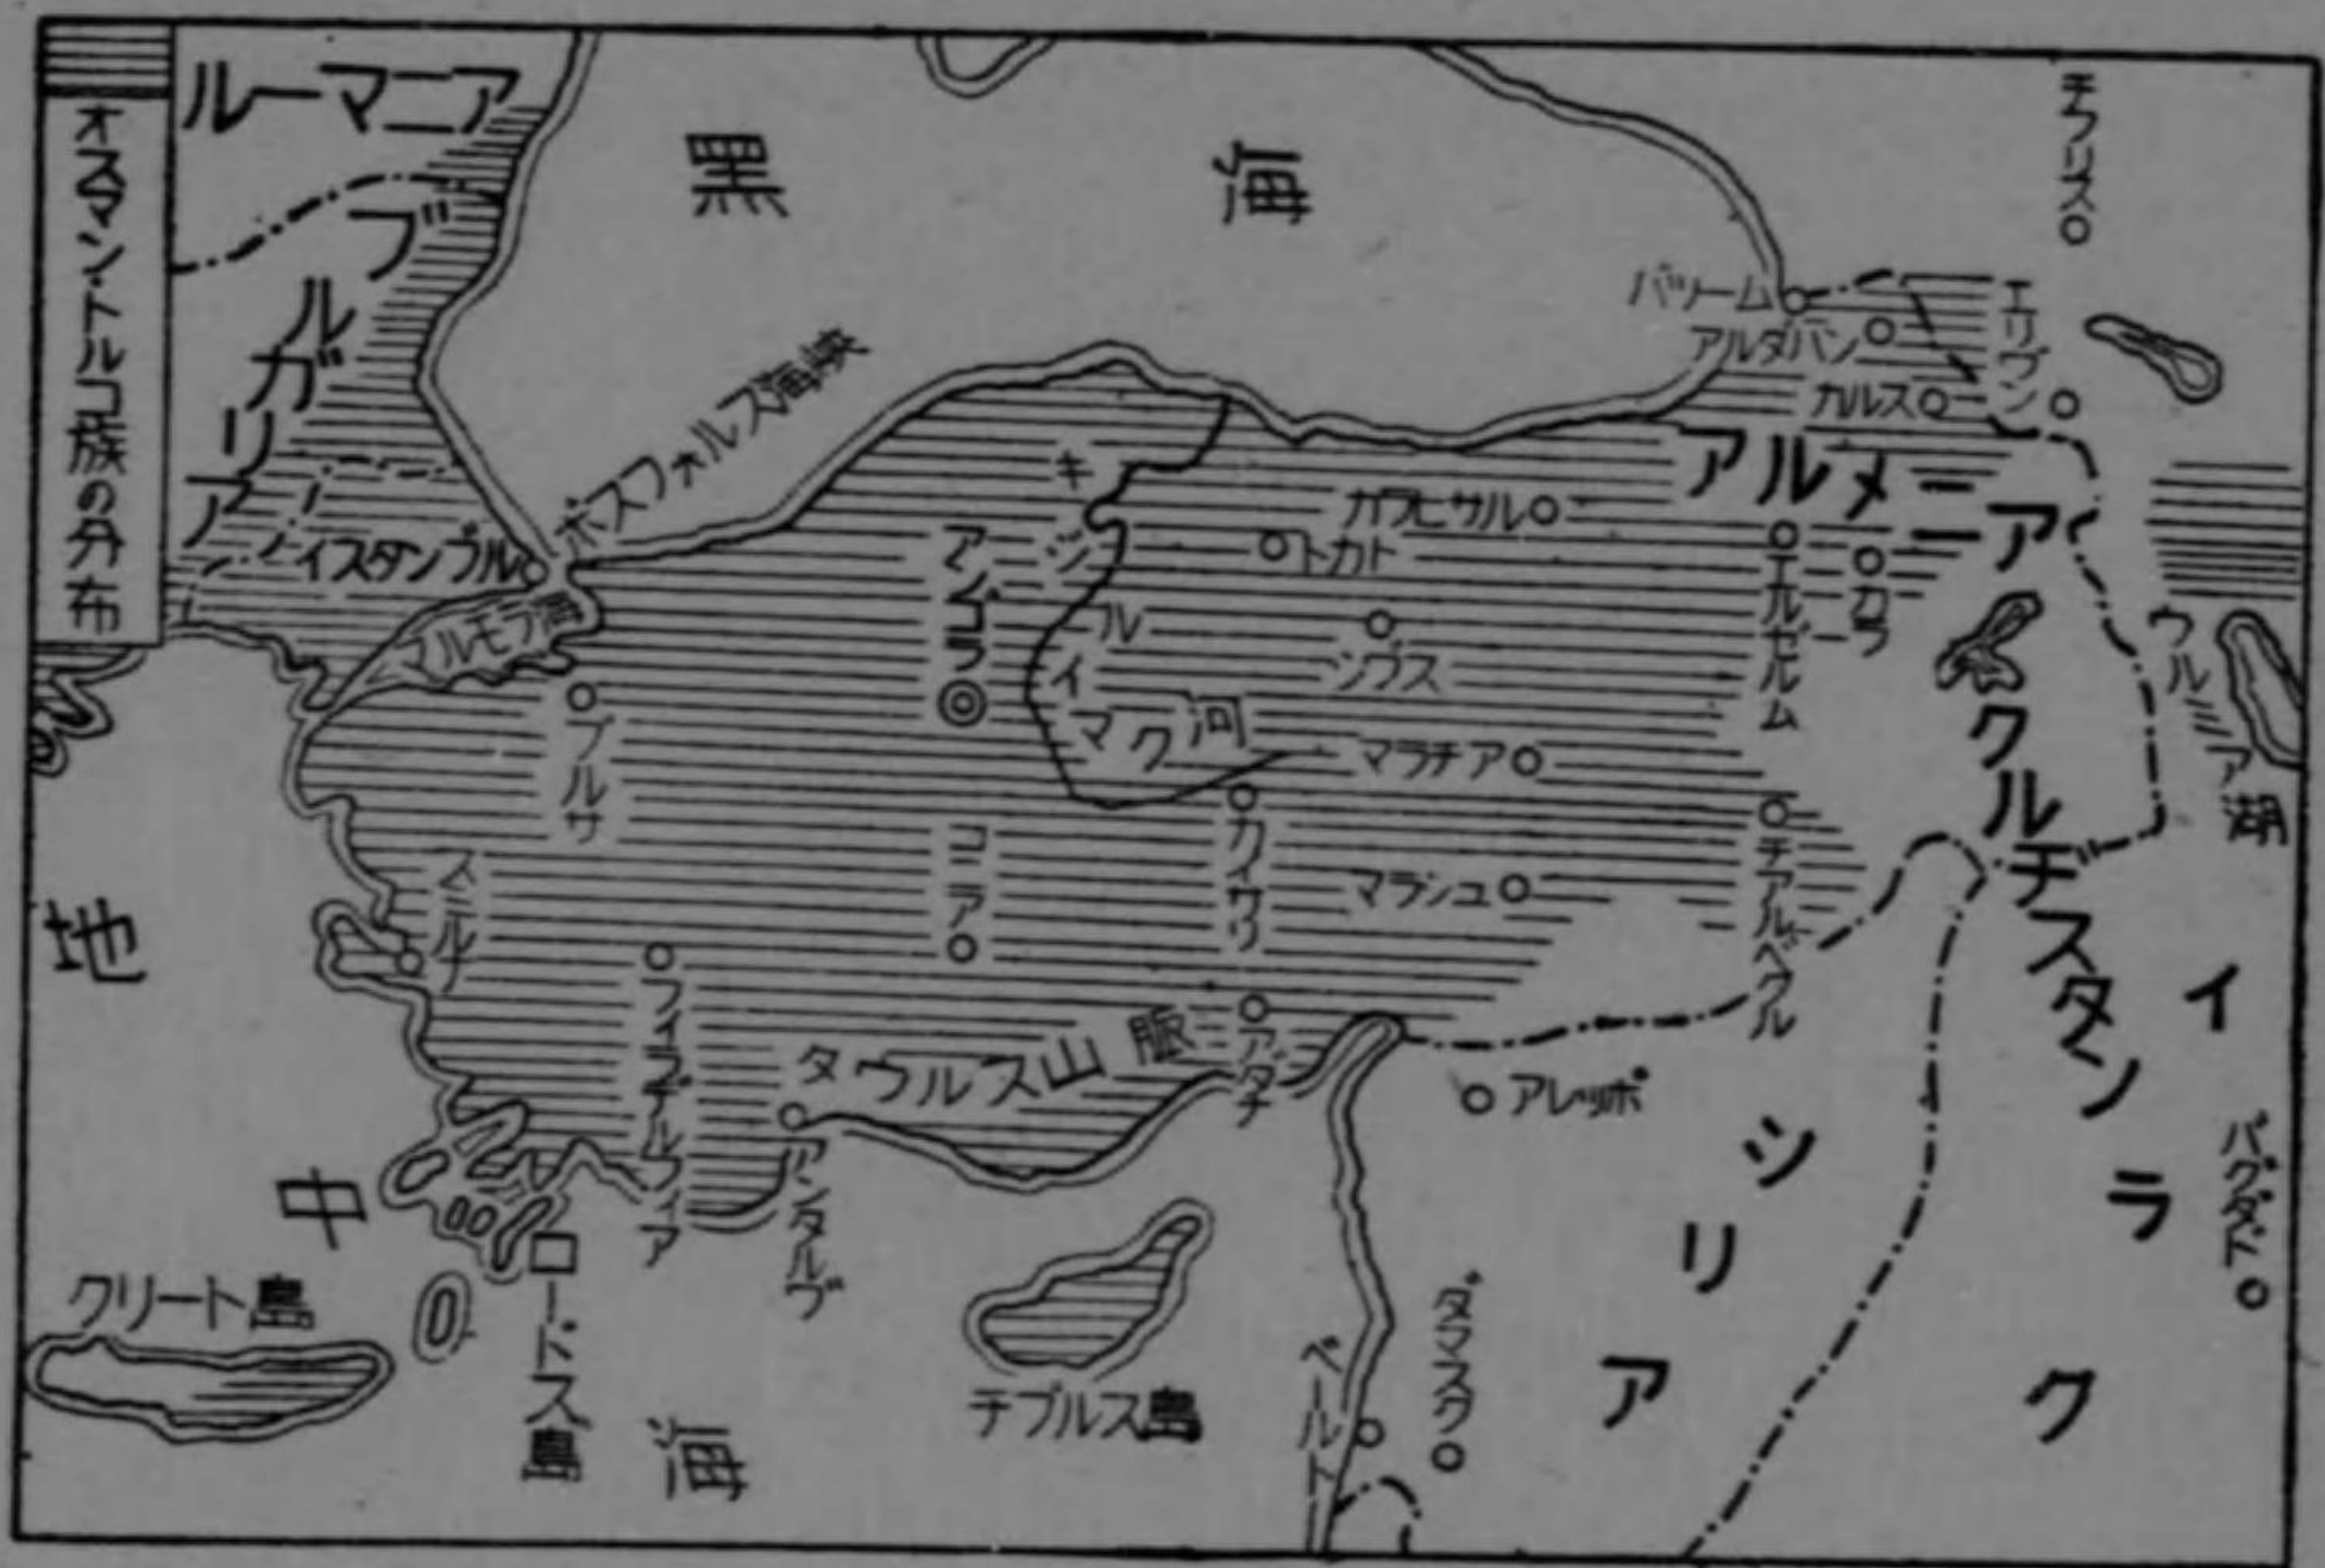 オスマン・トルコ族の分布
ルーマニア
ブルガリア
黒海
チフリス
バツーム
アルダハン
カルス
エリヴン
アルメニア
ボスフォルス海峡
イスタンブル
マルモラ海
アンゴラ
キジルイマク河
カラヒサル
トカト
シヴス
エルゼルム
カラ
ウルミア湖
クルヂスタン
ブルサ
マラチア
コニア
カイサリ
マラシュ
チアルベクル
スミルナ
フィラデルフィア
タウルス山脈
アダナ
アンタルヴ
アレッポ
シリア
イラク
バグダド
地中海
クリート島
ロードス島
チプルス島
ベールト
ダマスク